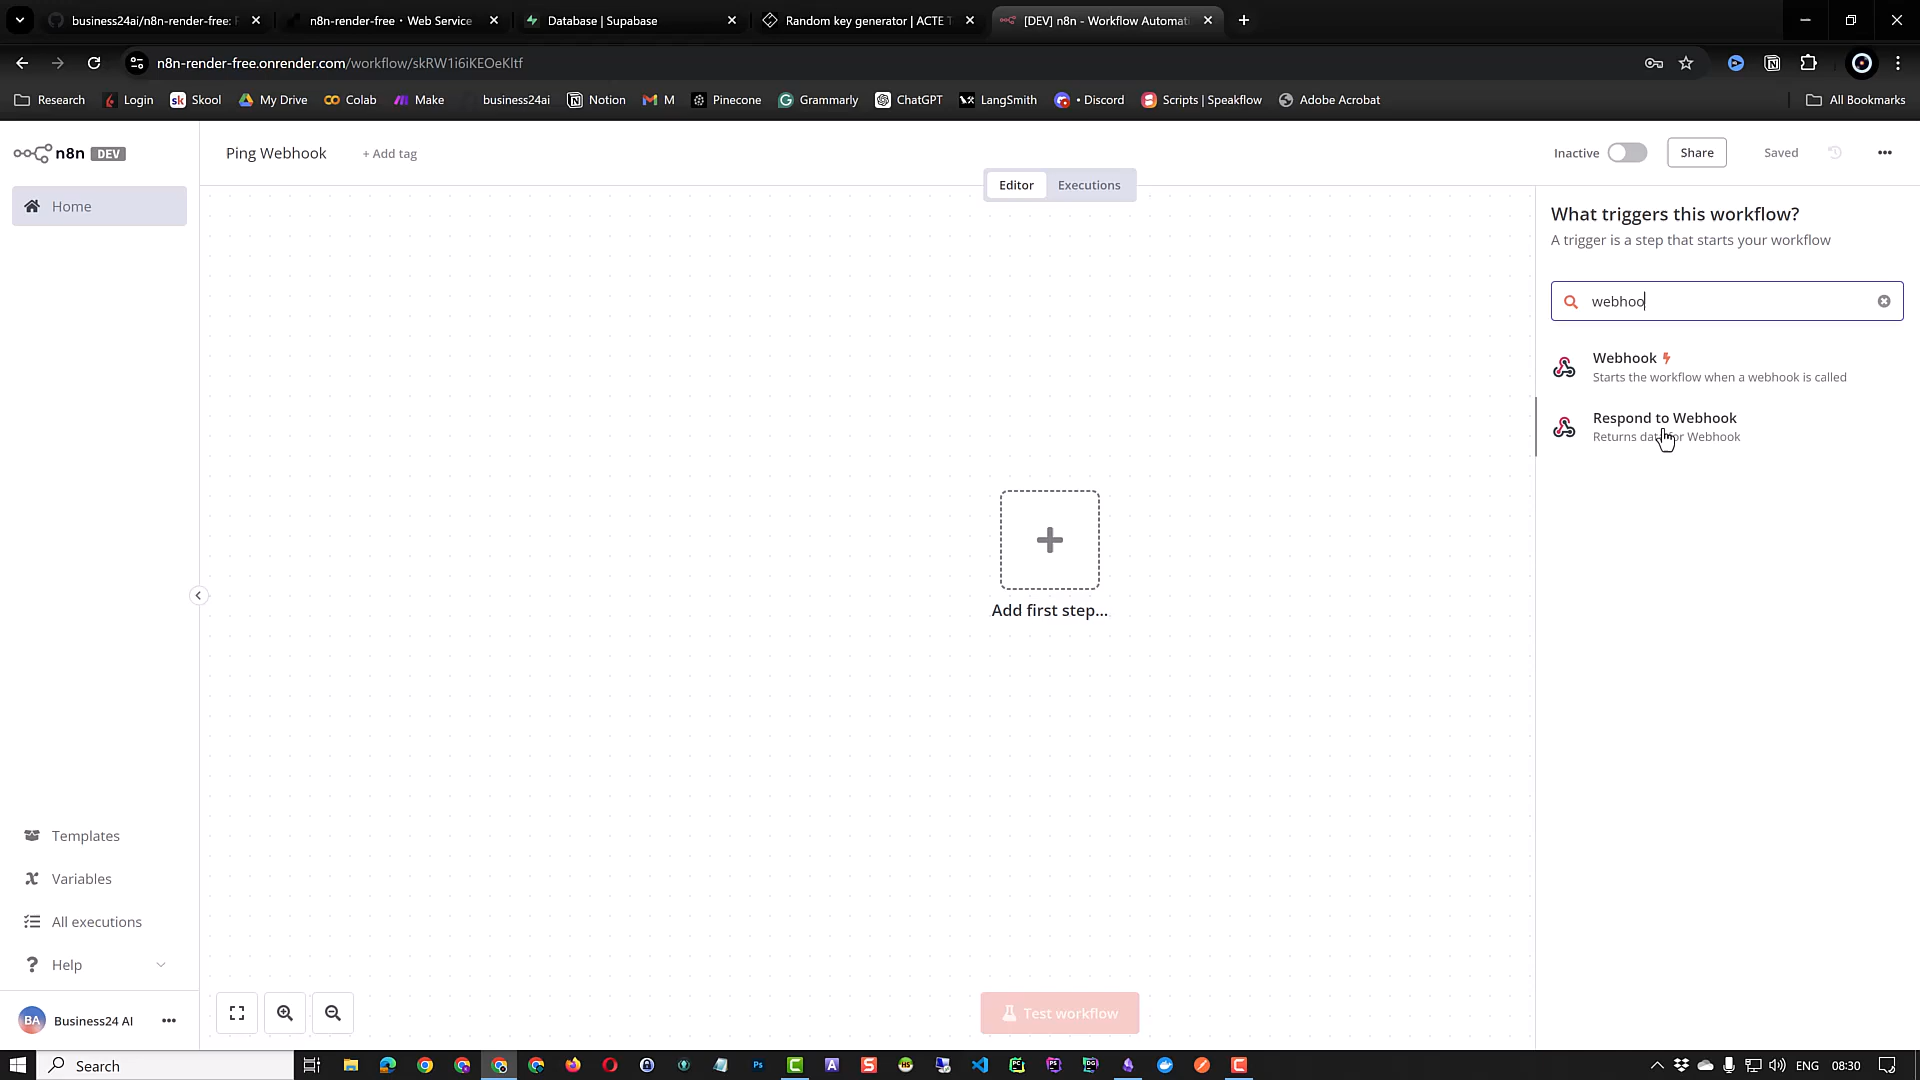 business24ai/n8n-render-free: F
n8n-render-free · Web Service
Database | Supabase
Random key generator | ACTE T
[DEV] n8n - Workflow Automati
n8n-render-free.onrender.com/workflow/skRW1i6iKEOeKltf
Research
Login
sk Skool
My Drive
Colab
Make
business24ai
Notion
M
Pinecone
Grammarly
ChatGPT
LangSmith
• Discord
Scripts | Speakflow
Adobe Acrobat
All Bookmarks
n8n DEV
Ping Webhook
+ Add tag
Inactive
Share
Saved
Editor
Executions
Home
What triggers this workflow?
A trigger is a step that starts your workflow
webhoo
Webhook
Starts the workflow when a webhook is called
Respond to Webhook
Returns data for Webhook
Add first step...
Templates
Variables
All executions
Help
BA Business24 AI
Test workflow
Search
ENG
08:30